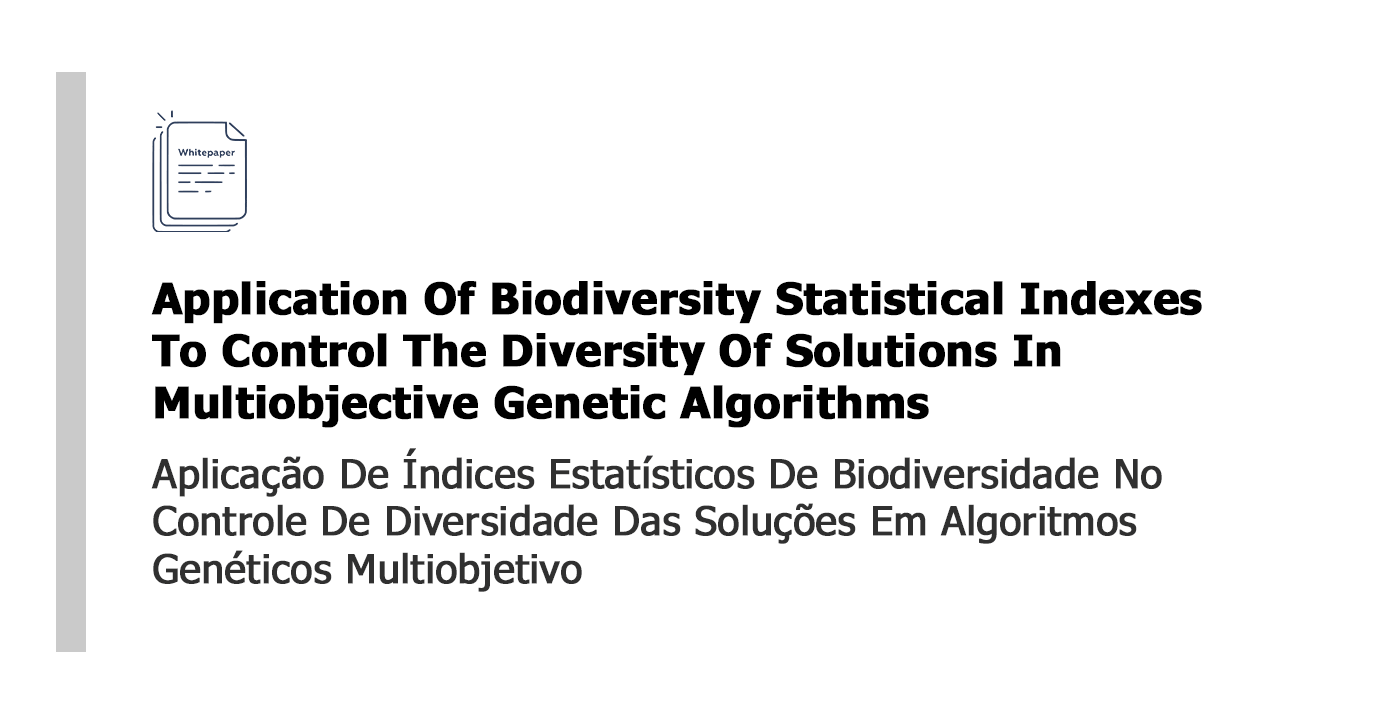 Whitepaper
Application Of Biodiversity Statistical Indexes
To Control The Diversity Of Solutions In
Multiobjective Genetic Algorithms
Aplicação De Índices Estatísticos De Biodiversidade No
Controle De Diversidade Das Soluções Em Algoritmos
Genéticos Multiobjetivo